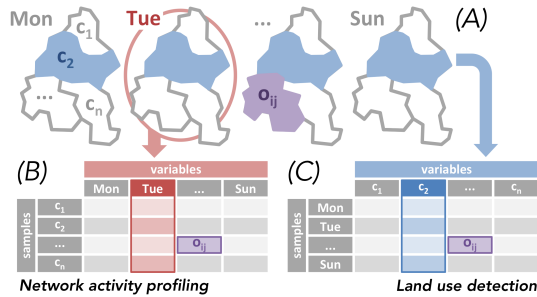 Mon Tue ... Sun (A)
c1
c2
... cn
oij
(B) variables
Mon Tue ... Sun
samples
c1
c2
... oij
cn
Network activity profiling
(C) variables
c1 c2 ... cn
samples
Mon
Tue
... oij
Sun
Land use detection